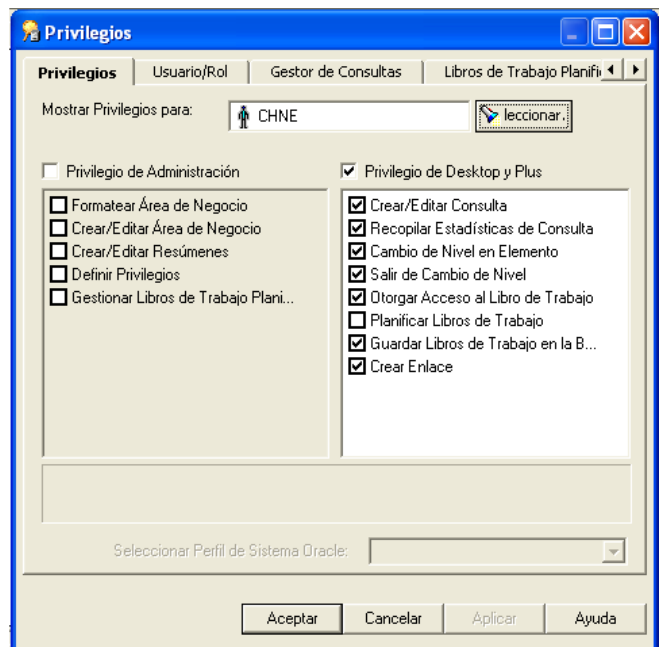 Privilegios
Privilegios Usuario/Rol Gestor de Consultas Libros de Trabajo Planifi
Mostrar Privilegios para: CHNE leccionar.
Privilegio de Administración
Formatear Área de Negocio
Crear/Editar Área de Negocio
Crear/Editar Resúmenes
Definir Privilegios
Gestionar Libros de Trabajo Plani...
Privilegio de Desktop y Plus
Crear/Editar Consulta
Recopilar Estadísticas de Consulta
Cambio de Nivel en Elemento
Salir de Cambio de Nivel
Otorgar Acceso al Libro de Trabajo
Planificar Libros de Trabajo
Guardar Libros de Trabajo en la B...
Crear Enlace
Seleccionar Perfil de Sistema Oracle:
Aceptar Cancelar Aplicar Ayuda